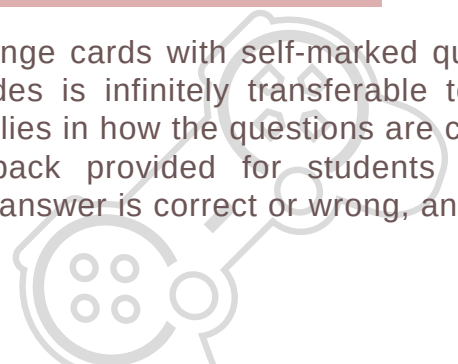 nge cards with self-marked qu
des is infinitely transferable t
lies in how the questions are c
back provided for students
answer is correct or wrong, an